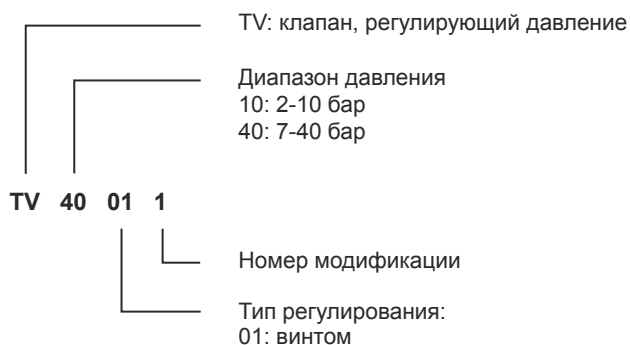 TV: клапан, регулирующий давление
Диапазон давления
10: 2-10 бар
40: 7-40 бар
TV 40 01 1
Номер модификации
Тип регулирования:
01: винтом